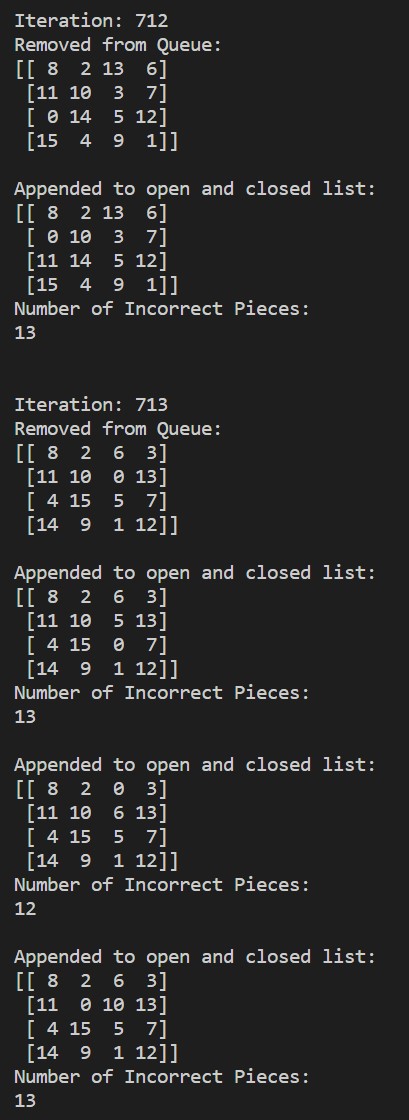 Iteration: 712
Removed from Queue:
[[ 8  2 13  6]
 [11 10  3  7]
 [ 0 14  5 12]
 [15  4  9  1]]
Appended to open and closed list:
[[ 8  2 13  6]
 [ 0 10  3  7]
 [11 14  5 12]
 [15  4  9  1]]
Number of Incorrect Pieces:
13
Iteration: 713
Removed from Queue:
[[ 8  2  6  3]
 [11 10  0 13]
 [ 4 15  5  7]
 [14  9  1 12]]
Appended to open and closed list:
[[ 8  2  6  3]
 [11 10  5 13]
 [ 4 15  0  7]
 [14  9  1 12]]
Number of Incorrect Pieces:
13
Appended to open and closed list:
[[ 8  2  0  3]
 [11 10  6 13]
 [ 4 15  5  7]
 [14  9  1 12]]
Number of Incorrect Pieces:
12
Appended to open and closed list:
[[ 8  2  6  3]
 [11  0 10 13]
 [ 4 15  5  7]
 [14  9  1 12]]
Number of Incorrect Pieces:
13